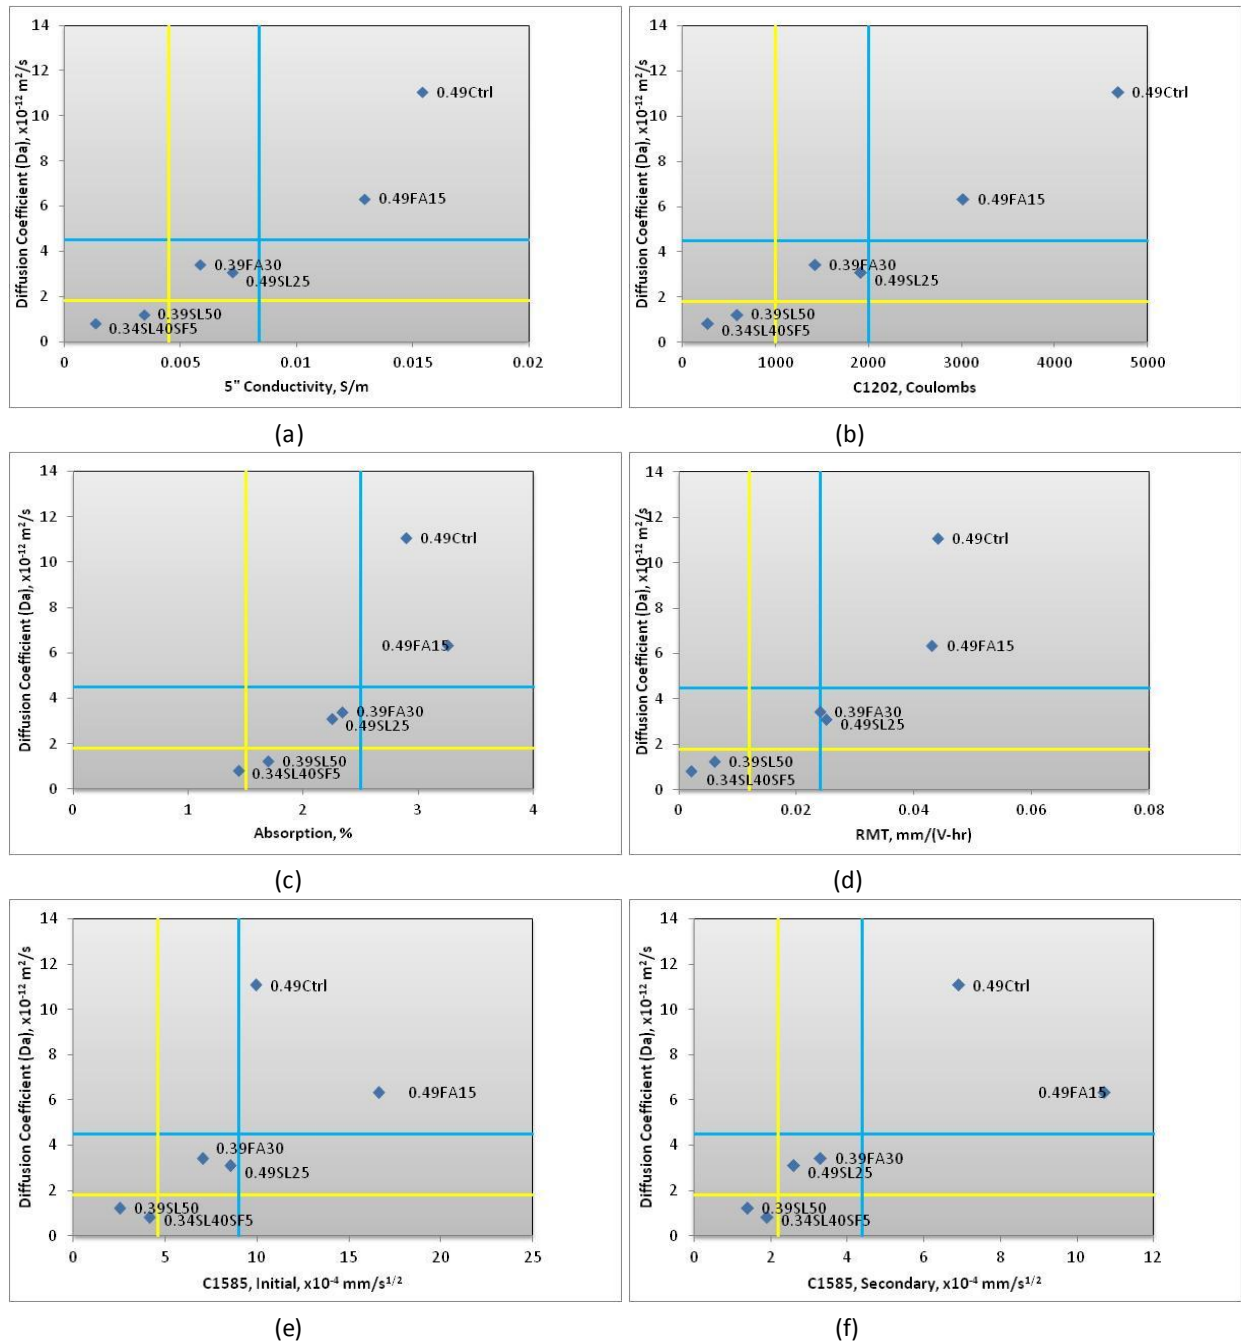 Diffusion Coefficient (Da), x10⁻¹² m²/s
14
12
10
8
6
4
2
0
0.49Ctrl
0.49FA15
0.39FA30
0.49SL25
0.39SL50
0.34SL40SF5
0 0.005 0.01 0.015 0.02
5" Conductivity, S/m
(a)
Diffusion Coefficient (Da), x10⁻¹² m²/s
14
12
10
8
6
4
2
0
0.49Ctrl
0.49FA15
0.39FA30
0.49SL25
0.39SL50
0.34SL40SF5
0 1000 2000 3000 4000 5000
C1202, Coulombs
(b)
Diffusion Coefficient (Da), x10⁻¹² m²/s
14
12
10
8
6
4
2
0
0.49Ctrl
0.49FA15
0.39FA30
0.49SL25
0.39SL50
0.34SL40SF5
0 1 2 3 4
Absorption, %
(c)
Diffusion Coefficient (Da), x10⁻¹² m²/s
14
12
10
8
6
4
2
0
0.49Ctrl
0.49FA15
0.39FA30
0.49SL25
0.39SL50
0.34SL40SF5
0 0.02 0.04 0.06 0.08
RMT, mm/(V-hr)
(d)
Diffusion Coefficient (Da), x10⁻¹² m²/s
14
12
10
8
6
4
2
0
0.49Ctrl
0.49FA15
0.39FA30
0.49SL25
0.39SL50
0.34SL40SF5
0 5 10 15 20 25
C1585, Initial, x10⁻⁴ mm/s¹/²
(e)
Diffusion Coefficient (Da), x10⁻¹² m²/s
14
12
10
8
6
4
2
0
0.49Ctrl
0.49FA15
0.39FA30
0.49SL25
0.39SL50
0.34SL40SF5
0 2 4 6 8 10 12
C1585, Secondary, x10⁻⁴ mm/s¹/²
(f)